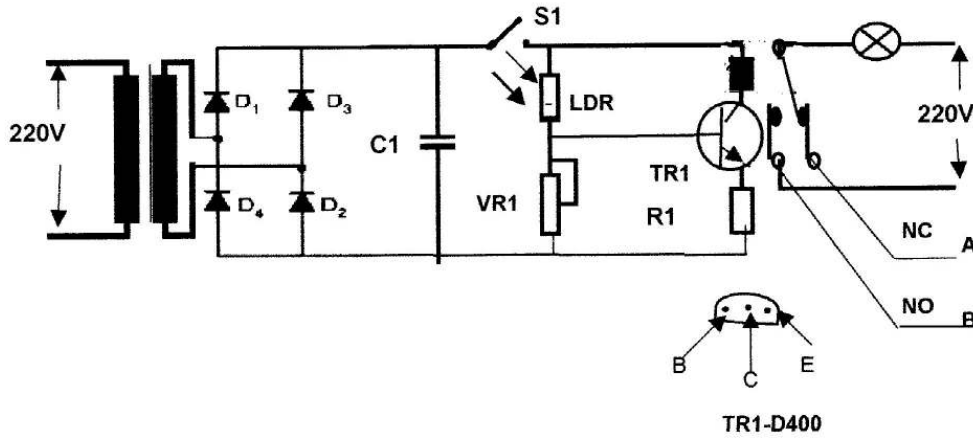 S1
D₁
D₃
LDR
220V
C1
220V
TR1
VR1
D₄
D₂
R1
NC
A
NO
B
B
C
E
TR1-D400